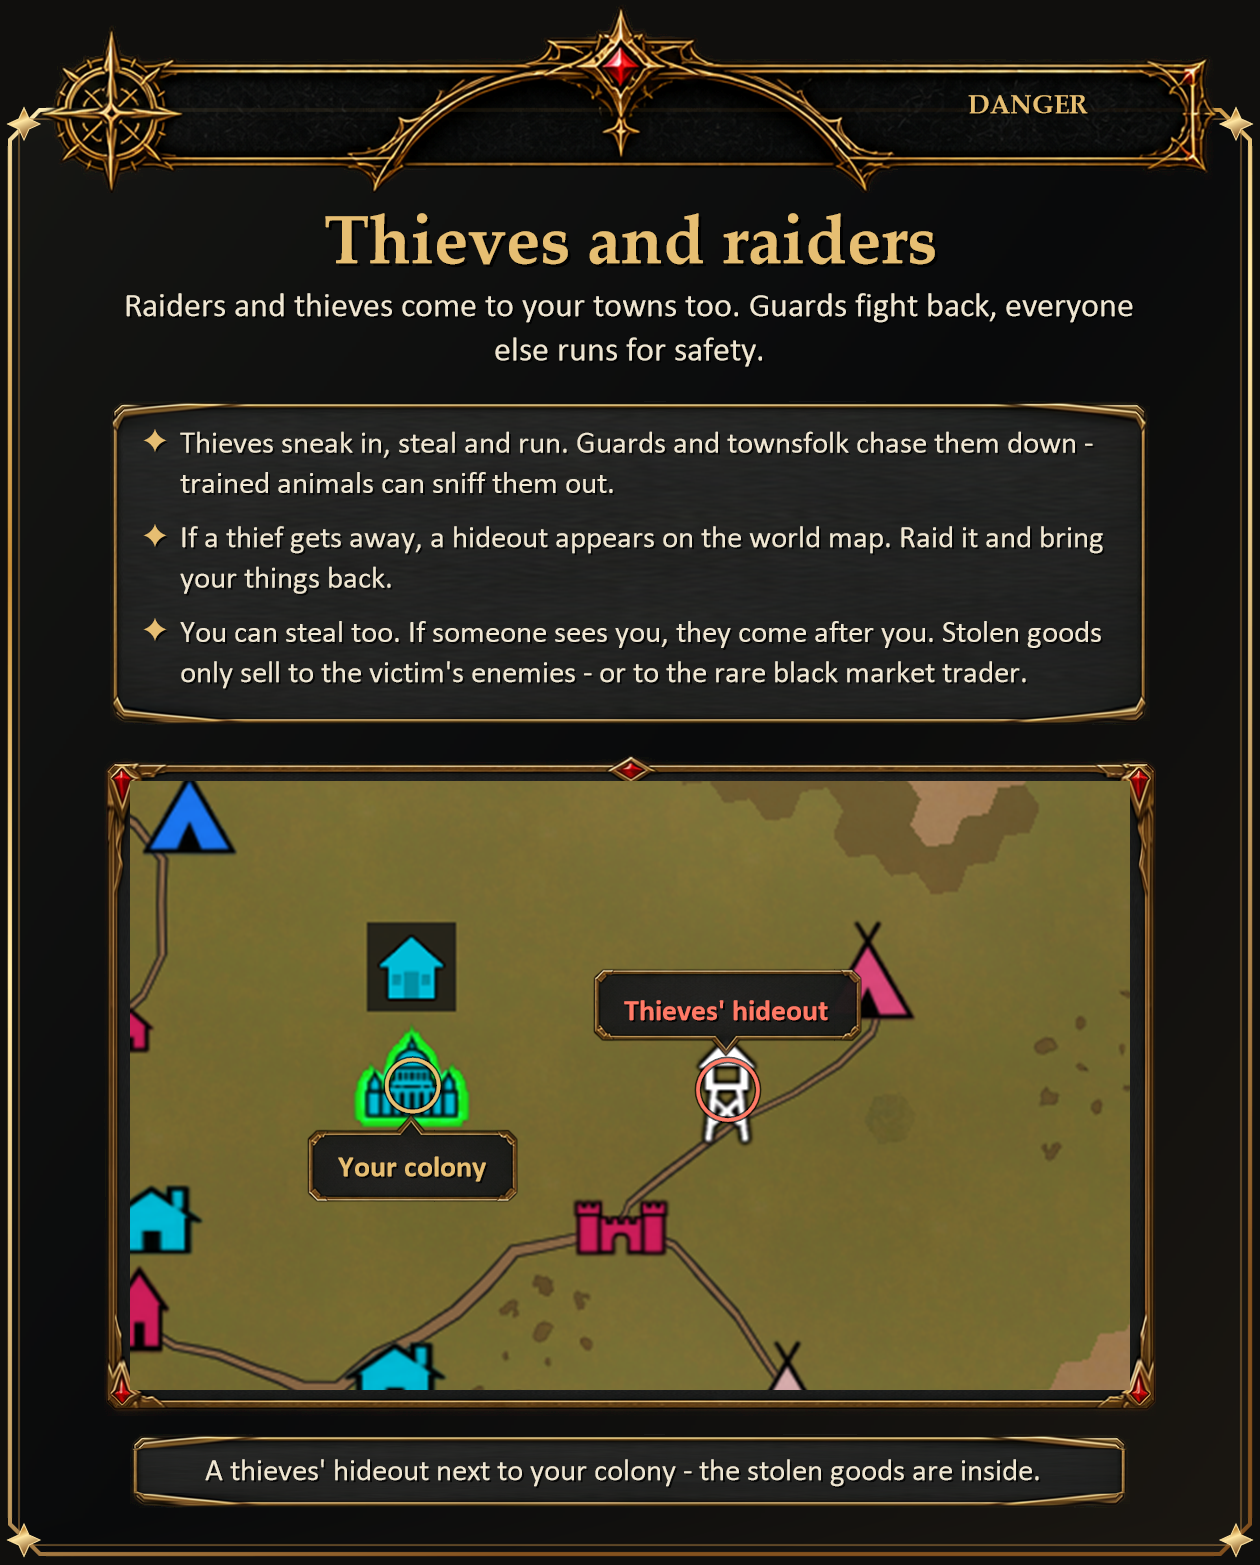 DANGER
Thieves and raiders
Raiders and thieves come to your towns too. Guards fight back, everyone
else runs for safety.
Thieves sneak in, steal and run. Guards and townsfolk chase them down -
trained animals can sniff them out.
If a thief gets away, a hideout appears on the world map. Raid it and bring
your things back.
You can steal too. If someone sees you, they come after you. Stolen goods
only sell to the victim's enemies - or to the rare black market trader.
Thieves' hideout
Your colony
A thieves' hideout next to your colony - the stolen goods are inside.